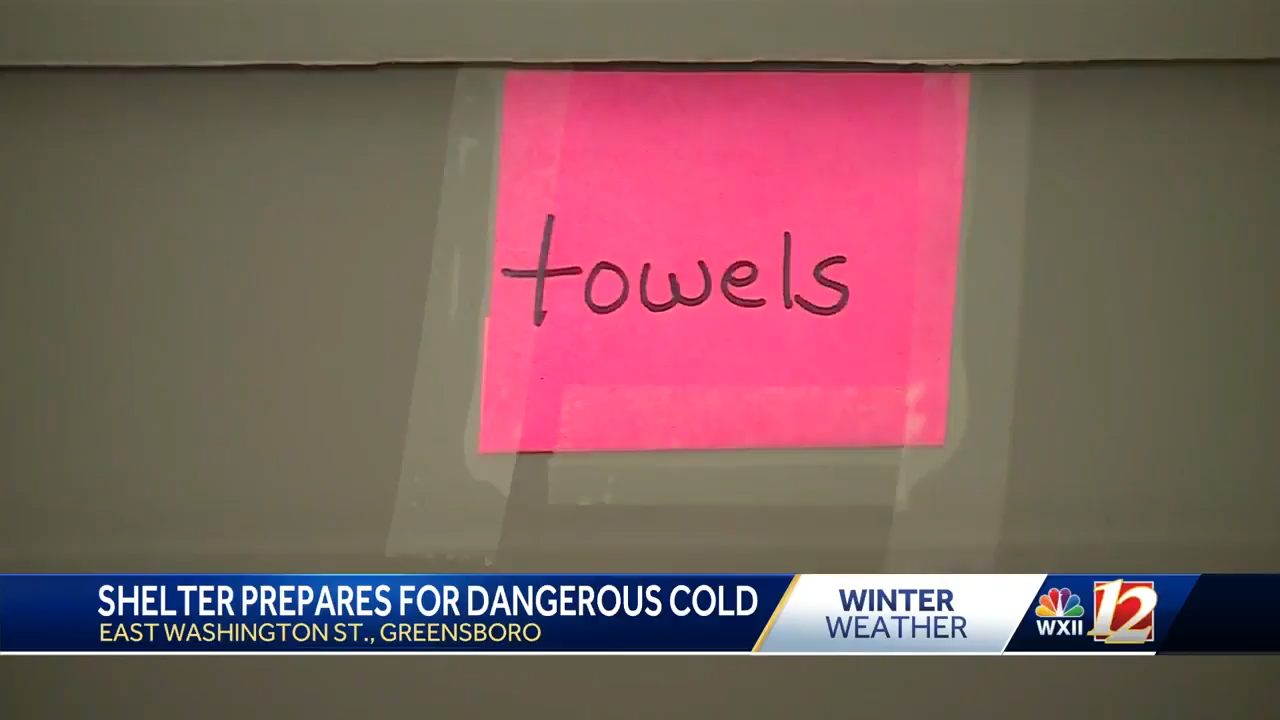 towels
SHELTER PREPARES FOR DANGEROUS COLD
EAST WASHINGTON ST., GREENSBORO
WINTER
WEATHER
WXII 12